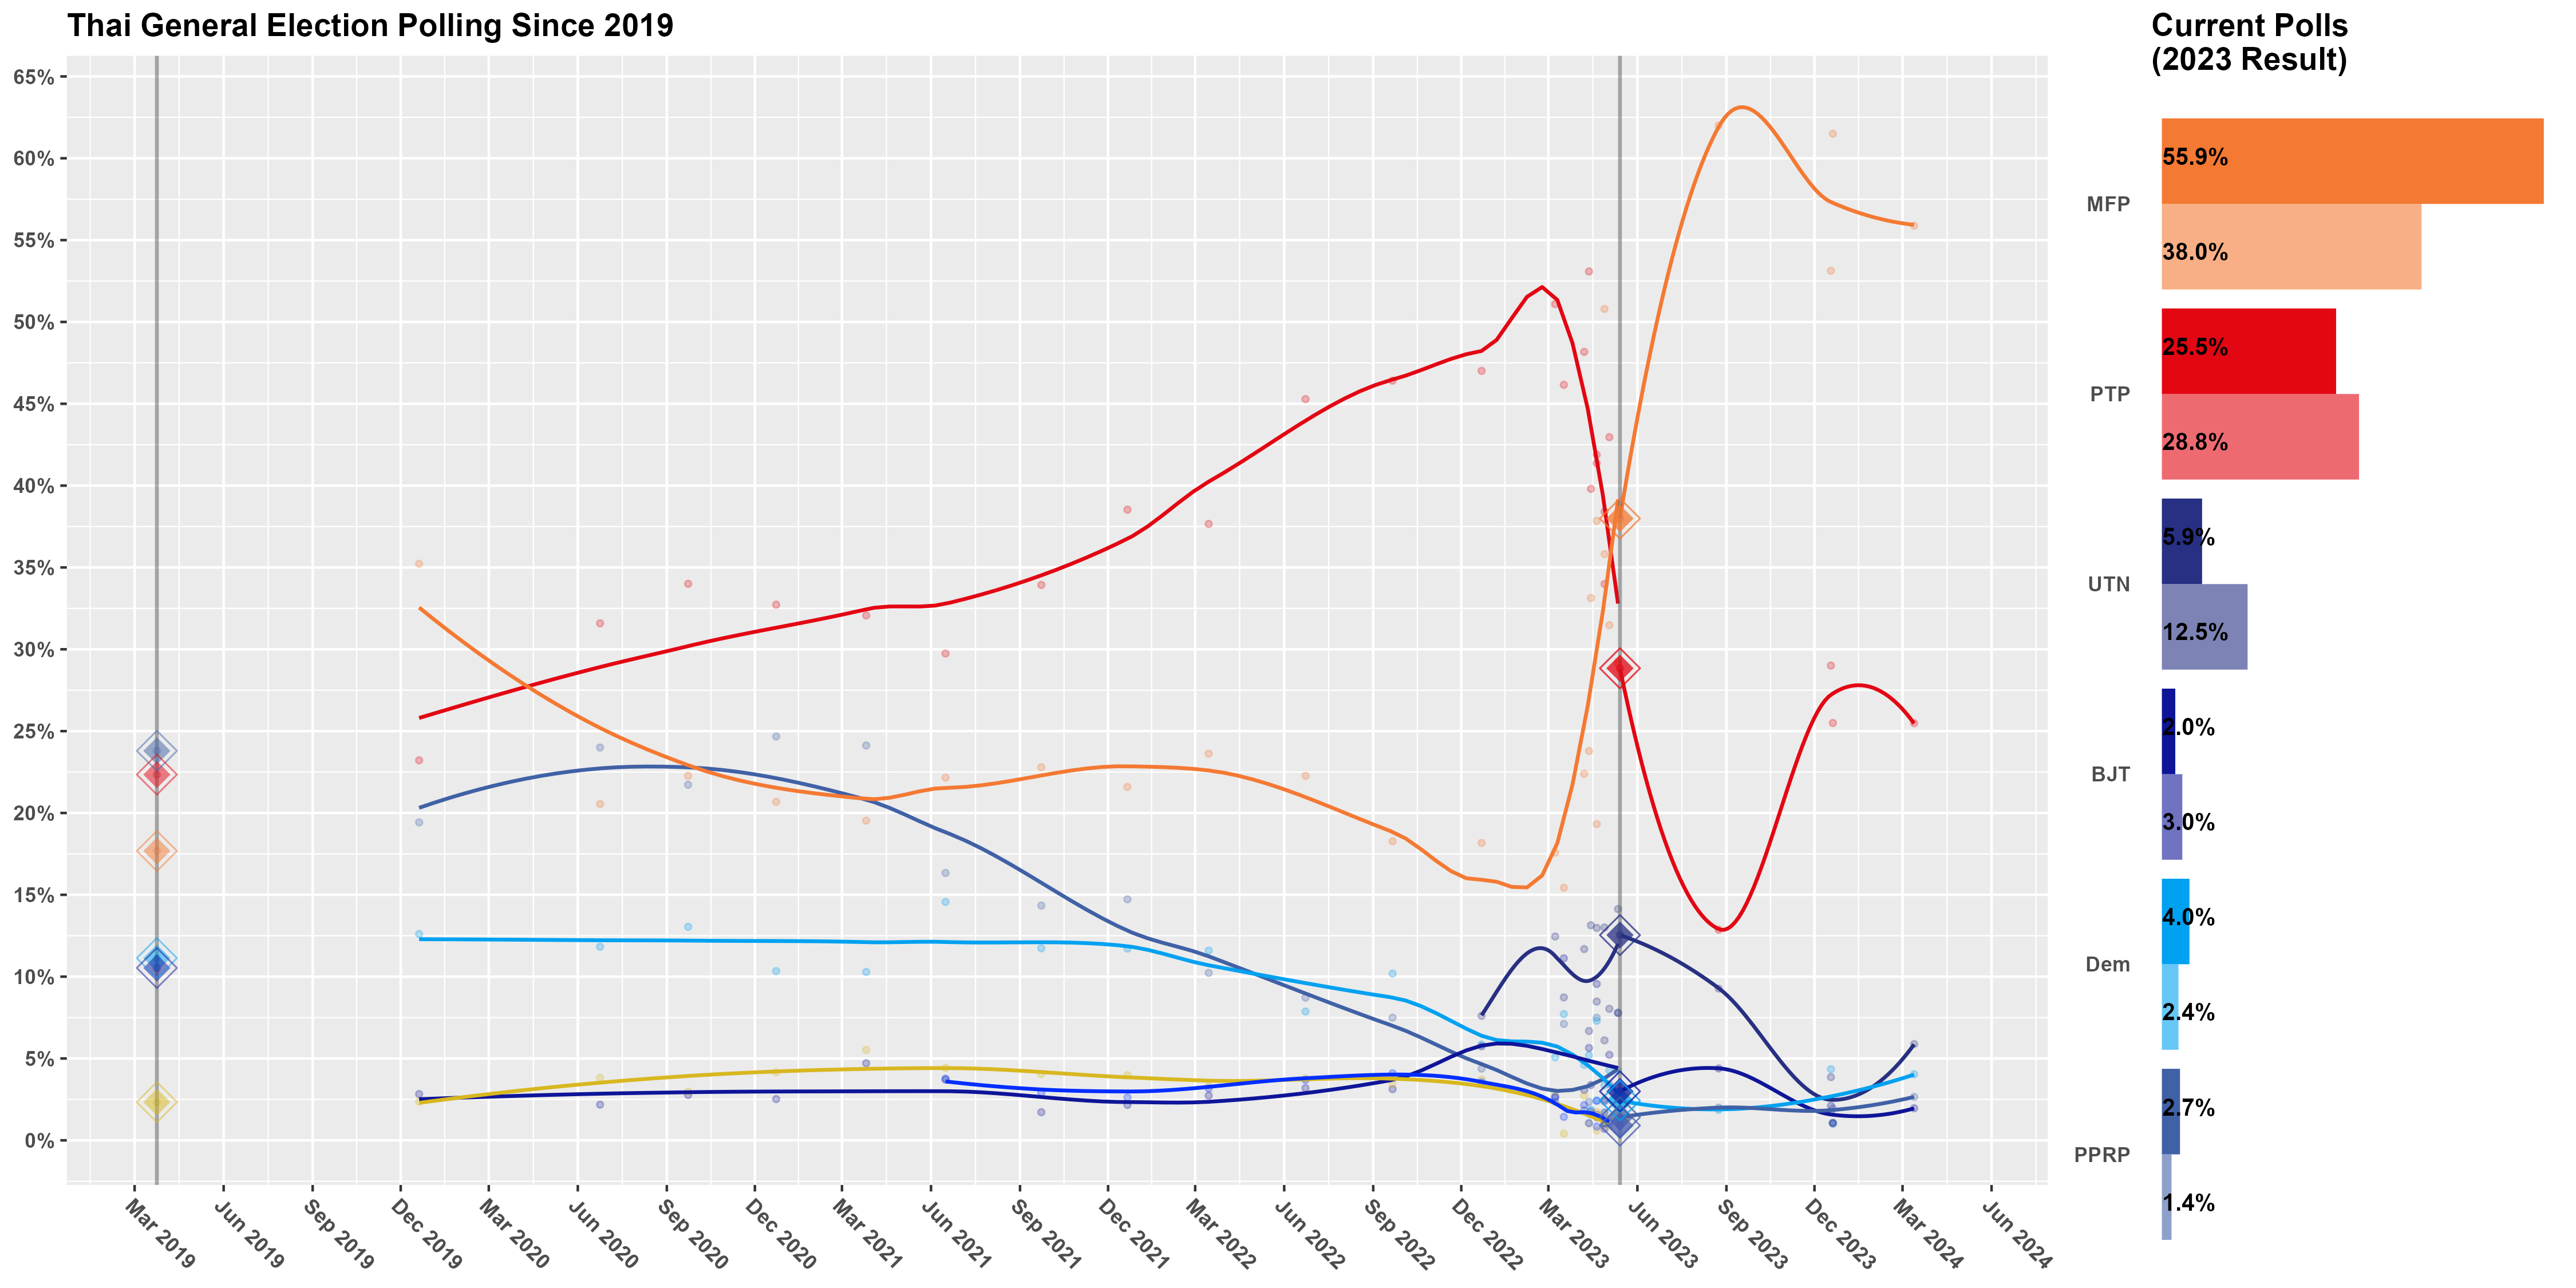 Thai General Election Polling Since 2019
65%
60%
55%
50%
45%
40%
35%
30%
25%
20%
15%
10%
5%
0%
Mar 2019
Jun 2019
Sep 2019
Dec 2019
Mar 2020
Jun 2020
Sep 2020
Dec 2020
Mar 2021
Jun 2021
Sep 2021
Dec 2021
Mar 2022
Jun 2022
Sep 2022
Dec 2022
Mar 2023
Jun 2023
Sep 2023
Dec 2023
Mar 2024
Jun 2024
Current Polls
(2023 Result)
MFP
55.9%
38.0%
PTP
25.5%
28.8%
UTN
5.9%
12.5%
BJT
2.0%
3.0%
Dem
4.0%
2.4%
PPRP
2.7%
1.4%